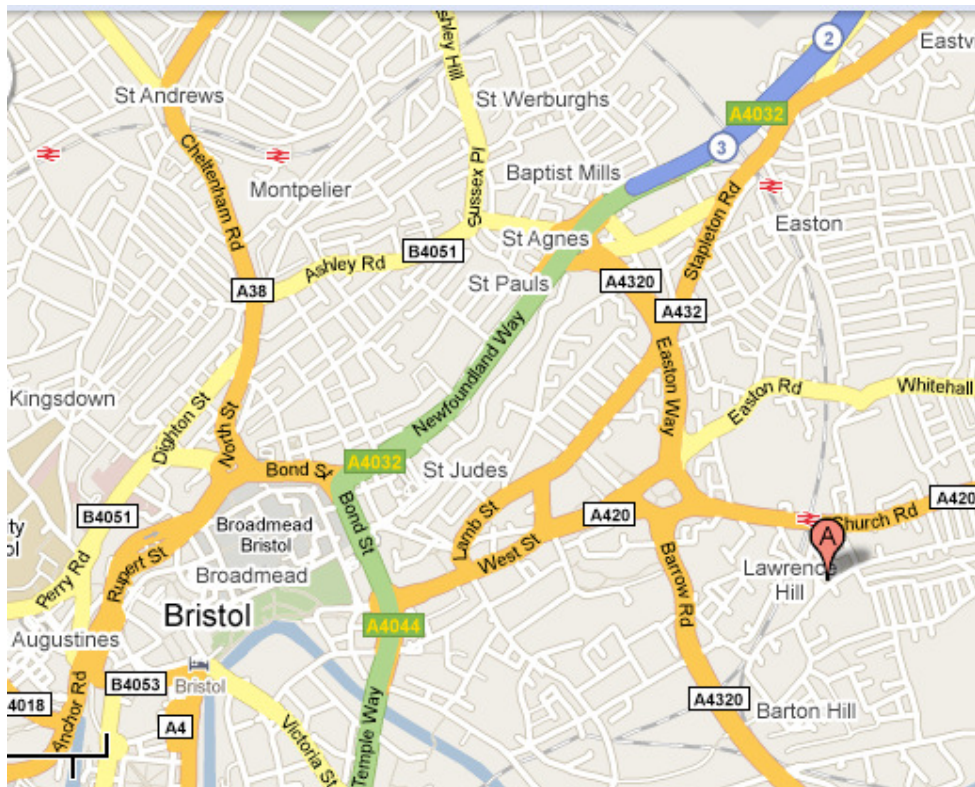 2
Eastv
Ashley Hill
St Andrews
St Werburghs
A4032
3
Cheltenham Rd
Baptist Mills
Montpelier
Sussex Pl
Easton
St Agnes
Stapleton Rd
B4051
Ashley Rd
St Pauls
A4320
A38
A432
Newfoundland Way
Easton Way
Easton Rd
Whitehall
Kingsdown
Dighton St
North St
A4032
Bond St
St Judes
A420
B4051
Broadmead
Bristol
Bond St
Lamb St
A420
Church Rd
A
Perry Rd
Rupert St
West St
Broadmead
Barrow Rd
Lawrence
Hill
Bristol
A4044
Augustines
B4053
Bristol
A4320
4018
Anchor Rd
A4
Victoria St
Temple Way
Barton Hill